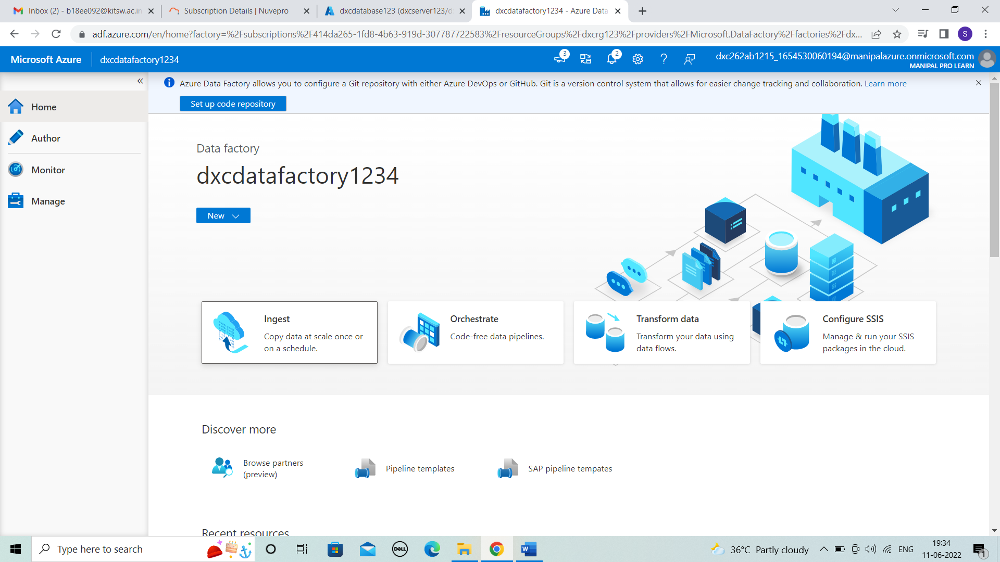 Inbox (2) - b18ee092@kitsw.ac.in
Subscription Details | Nuvepro
dxcdatabase123 (dxcserver123/d
dxcdatafactory1234 - Azure Data
adf.azure.com/en/home?factory=%2Fsubscriptions%2F414da265-1fd8-4b63-919d-307787722583%2FresourceGroups%2Fdxcrg123%2Fproviders%2FMicrosoft.DataFactory%2Ffactories%2Fdx...
S
Microsoft Azure
dxcdatafactory1234
3
2
dxc262ab1215_1654530060194@manipalazure.onmicrosoft.com
MANIPAL PRO LEARN
Azure Data Factory allows you to configure a Git repository with either Azure DevOps or GitHub. Git is a version control system that allows for easier change tracking and collaboration. Learn more
Set up code repository
Home
Author
Monitor
Manage
Data factory
dxcdatafactory1234
New
Ingest
Copy data at scale once or
on a schedule.
Orchestrate
Code-free data pipelines.
Transform data
Transform your data using
data flows.
Configure SSIS
Manage & run your SSIS
packages in the cloud.
Discover more
Browse partners
(preview)
Pipeline templates
SAP pipeline tempates
Recent resources
Type here to search
DELL
W
36°C Partly cloudy
ENG
19:34
11-06-2022
1